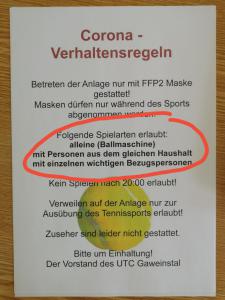 Corona -
Verhaltensregeln
Betreten der Anlage nur mit FFP2 Maske
gestattet!
Masken dürfen nur während des Sports
abgenommen werden.
Folgende Spielarten erlaubt:
alleine (Ballmaschine)
mit Personen aus dem gleichen Haushalt
mit einzelnen wichtigen Bezugspersonen
Kein Spielen nach 20:00 erlaubt!
Verweilen auf der Anlage nur zur
Ausübung des Tennissports erlaubt!
Zuseher sind leider nicht gestattet.
Bitte um Einhaltung!
Der Vorstand des UTC Gaweinstal